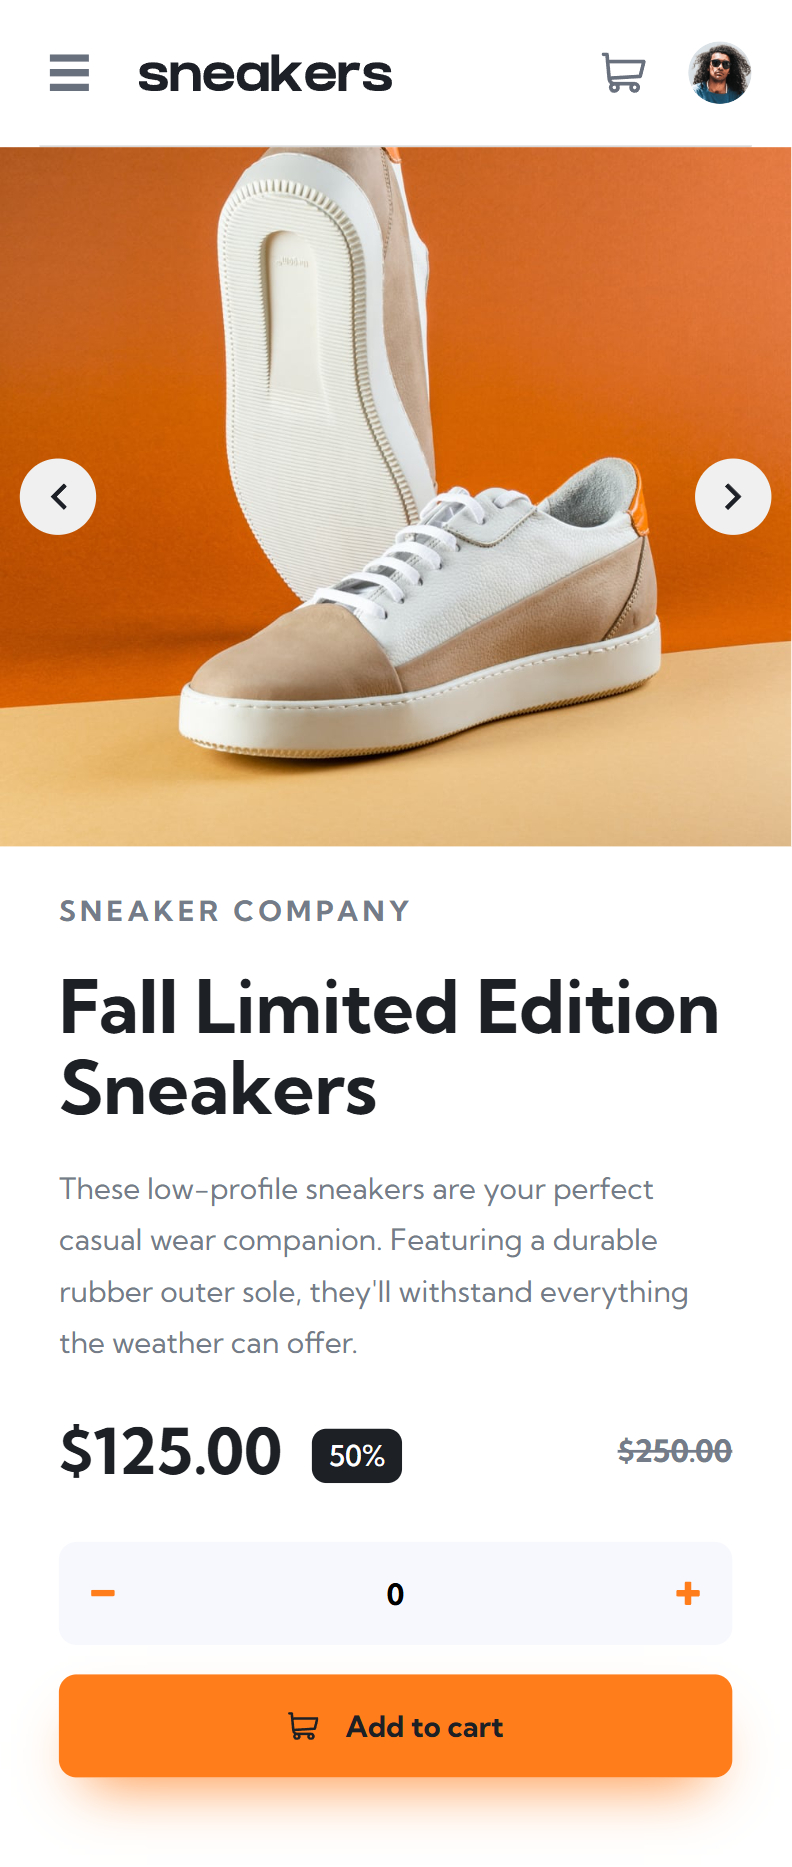 sneakers
SNEAKER COMPANY
Fall Limited Edition
Sneakers
These low-profile sneakers are your perfect
casual wear companion. Featuring a durable
rubber outer sole, they'll withstand everything
the weather can offer.
$125.00 50% $250.00
0
Add to cart